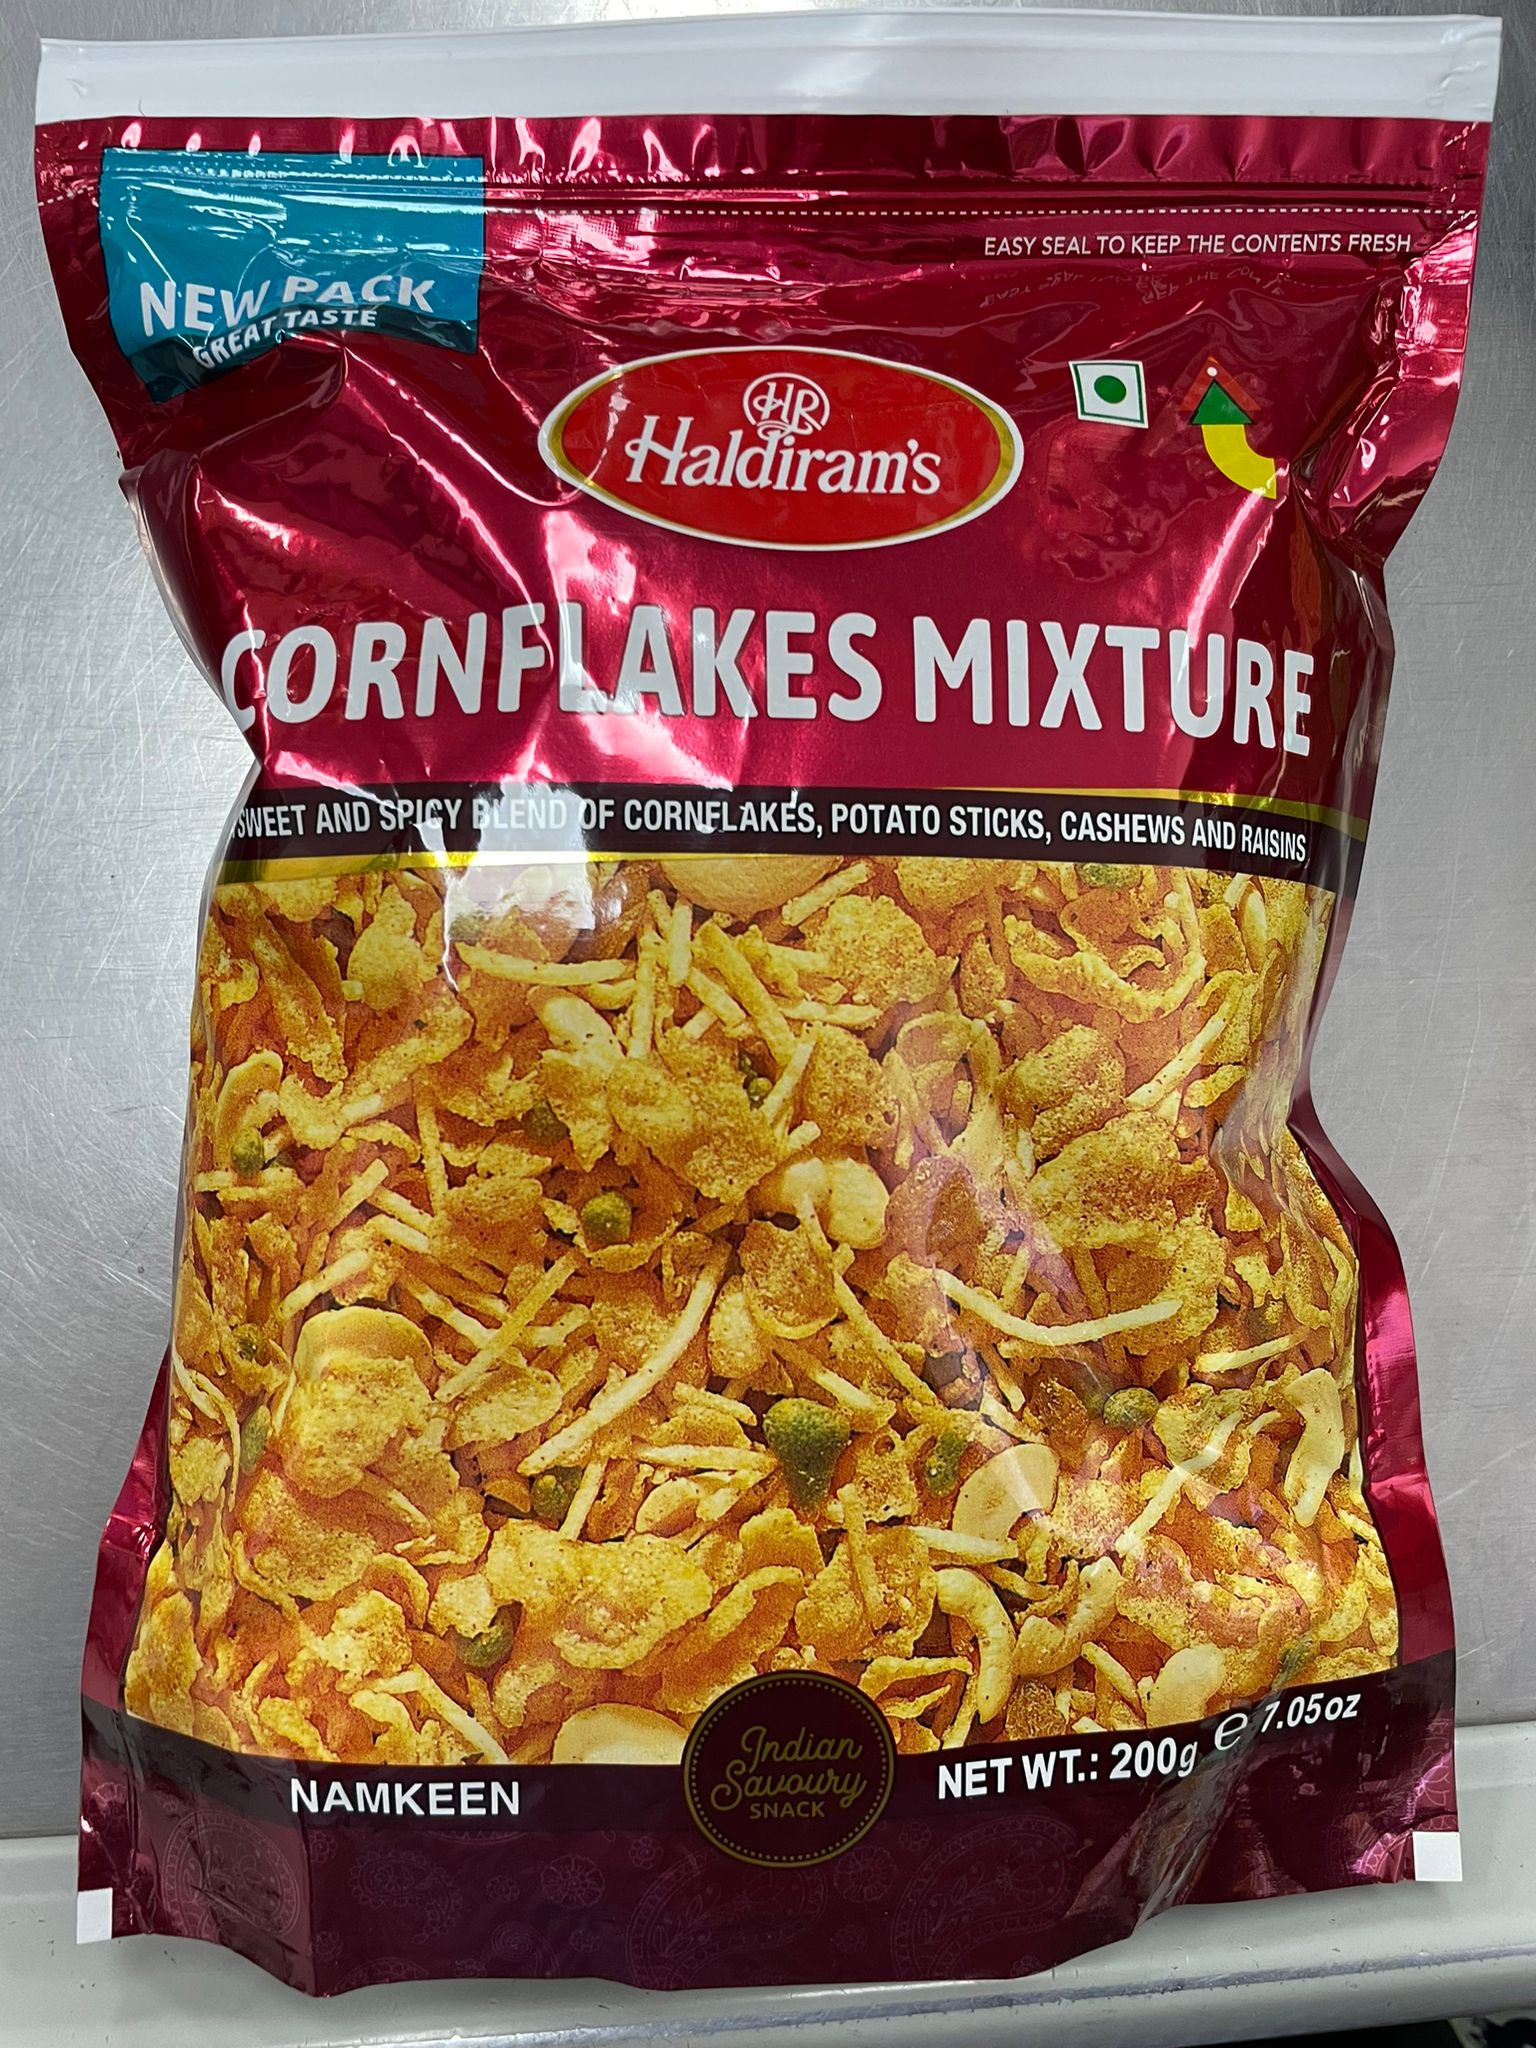 EASY SEAL TO KEEP THE CONTENTS FRESH
NEW PACK
GREAT TASTE
HR
Haldiram's
CORNFLAKES MIXTURE
SWEET AND SPICY BLEND OF CORNFLAKES, POTATO STICKS, CASHEWS AND RAISINS
NAMKEEN
Indian
Savoury
SNACK
NET WT.: 200g ℮ 7.05oz